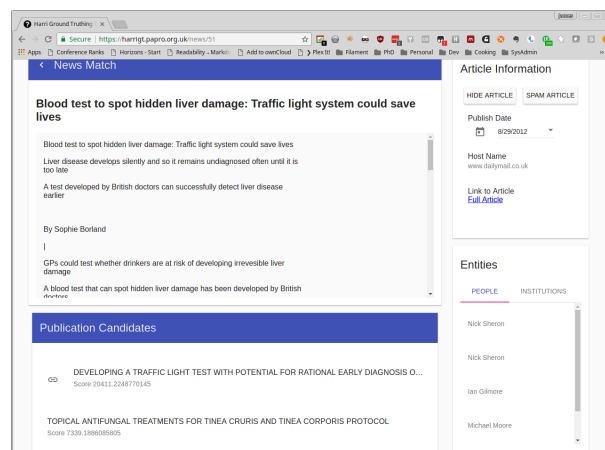 Harri Ground Truthing
Secure https://harrigt.papro.org.uk/news/51
Apps Conference Ranks Horizons - Start Add to ownCloud Plex It! Filament PhD Personal Dev Cooking SysAdmin
News Match
Blood test to spot hidden liver damage: Traffic light system could save
lives
Blood test to spot hidden liver damage: Traffic light system could save lives
Liver disease develops silently and so it remains undiagnosed often until it is
too late
A test developed by British doctors can successfully detect liver disease
earlier
By Sophie Borland
|
GPs could test whether drinkers are at risk of developing irrevesible liver
damage
A blood test that can spot hidden liver damage has been developed by British
doctors
Article Information
HIDE ARTICLE SPAM ARTICLE
Publish Date
8/29/2012
Host Name
www.dailymail.co.uk
Link to Article
Full Article
Publication Candidates
DEVELOPING A TRAFFIC LIGHT TEST WITH POTENTIAL FOR RATIONAL EARLY DIAGNOSIS O...
Score 20411.2248770145
TOPICAL ANTIFUNGAL TREATMENTS FOR TINEA CRURIS AND TINEA CORPORIS PROTOCOL
Score 7339.1886085805
Entities
PEOPLE INSTITUTIONS
Nick Sheron
Nick Sheron
Ian Gilmore
Michael Moore